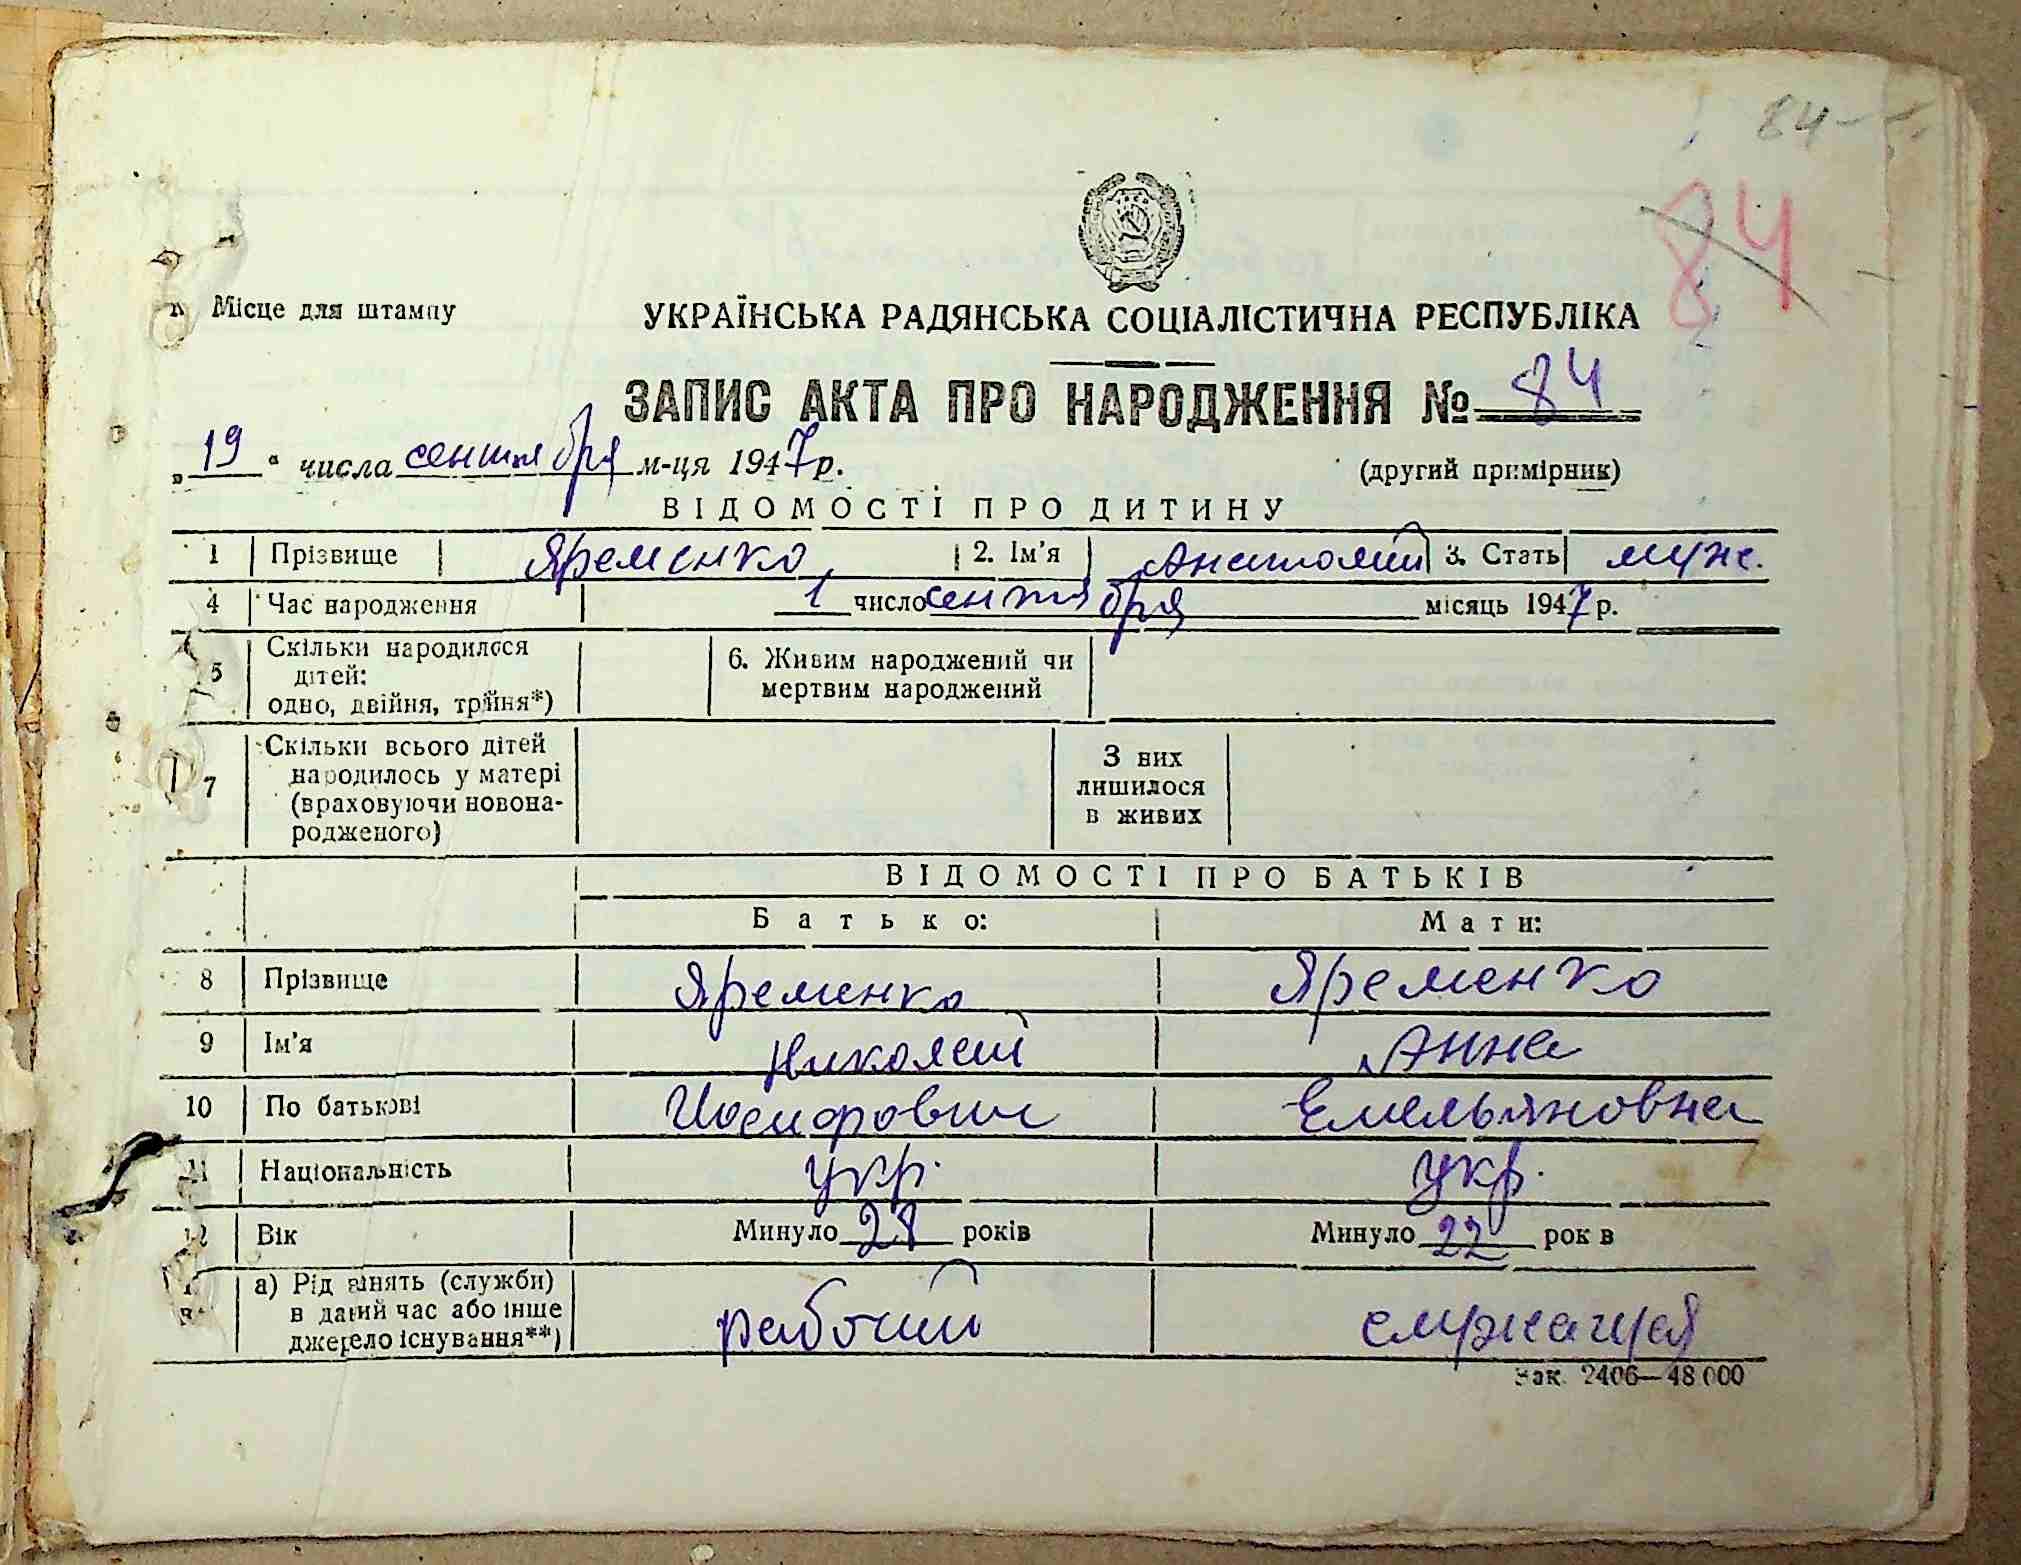 84
84
Місце для штампу
УКРАЇНСЬКА РАДЯНСЬКА СОЦІАЛІСТИЧНА РЕСПУБЛІКА
ЗАПИС АКТА ПРО НАРОДЖЕННЯ № 84
„19“ числа сентября м-ця 1947 р. (другий примірник)
ВІДОМОСТІ ПРО ДИТИНУ
1 Прізвище Яременко 2. Ім'я Анатолий 3. Стать муж.
4 Час народження 1 число сентября місяць 1947 р.
5 Скільки народилося дітей: одно, двійня, трійня*) 6. Живим народжений чи мертвим народжений
7 Скільки всього дітей народилось у матері (враховуючи новонародженого) З них лишилося в живих
ВІДОМОСТІ ПРО БАТЬКІВ
Батько: Мати:
8 Прізвище Яременко Яременко
9 Ім'я Николай Анна
10 По батькові Иосифович Емельяновна
11 Національність укр. укр.
12 Вік Минуло 28 років Минуло 22 років
а) Рід занять (служби) в даний час або інше джерело існування**) рабочий служащая
Зак. 2406—48 000